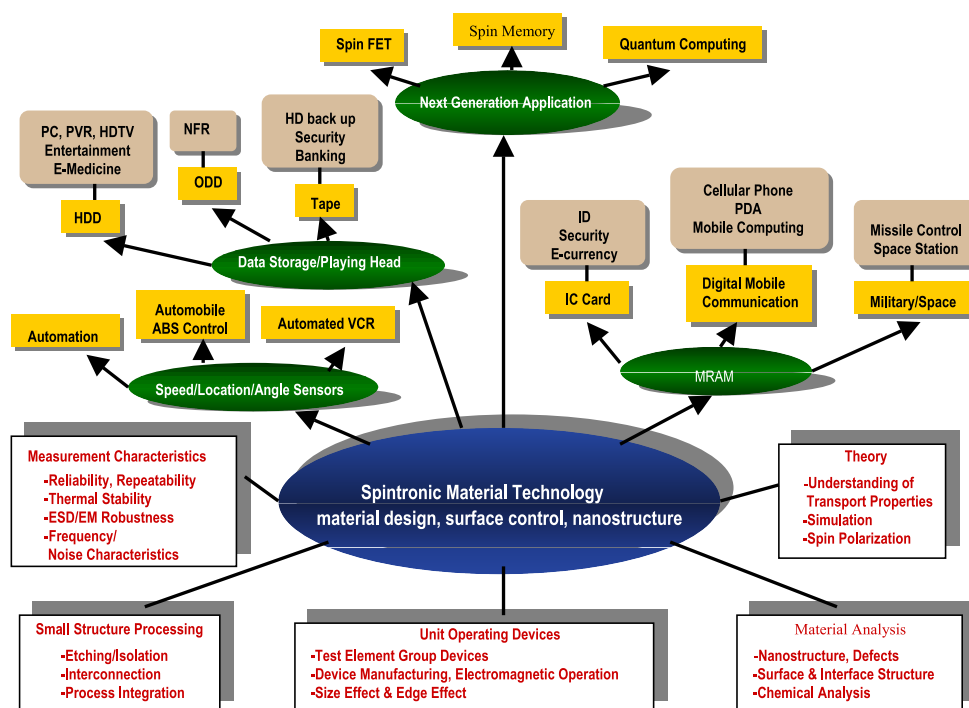 Spin FET
Spin Memory
Quantum Computing
Next Generation Application
PC, PVR, HDTV
Entertainment
E-Medicine
HDD
NFR
ODD
HD back up
Security
Banking
Tape
Data Storage/Playing Head
ID
Security
E-currency
IC Card
Cellular Phone
PDA
Mobile Computing
Digital Mobile
Communication
Missile Control
Space Station
Military/Space
MRAM
Automation
Automobile
ABS Control
Automated VCR
Speed/Location/Angle Sensors
Spintronic Material Technology
material design, surface control, nanostructure
Measurement Characteristics
-Reliability, Repeatability
-Thermal Stability
-ESD/EM Robustness
-Frequency/
Noise Characteristics
Theory
-Understanding of
Transport Properties
-Simulation
-Spin Polarization
Small Structure Processing
-Etching/Isolation
-Interconnection
-Process Integration
Unit Operating Devices
-Test Element Group Devices
-Device Manufacturing, Electromagnetic Operation
-Size Effect & Edge Effect
Material Analysis
-Nanostructure, Defects
-Surface & Interface Structure
-Chemical Analysis